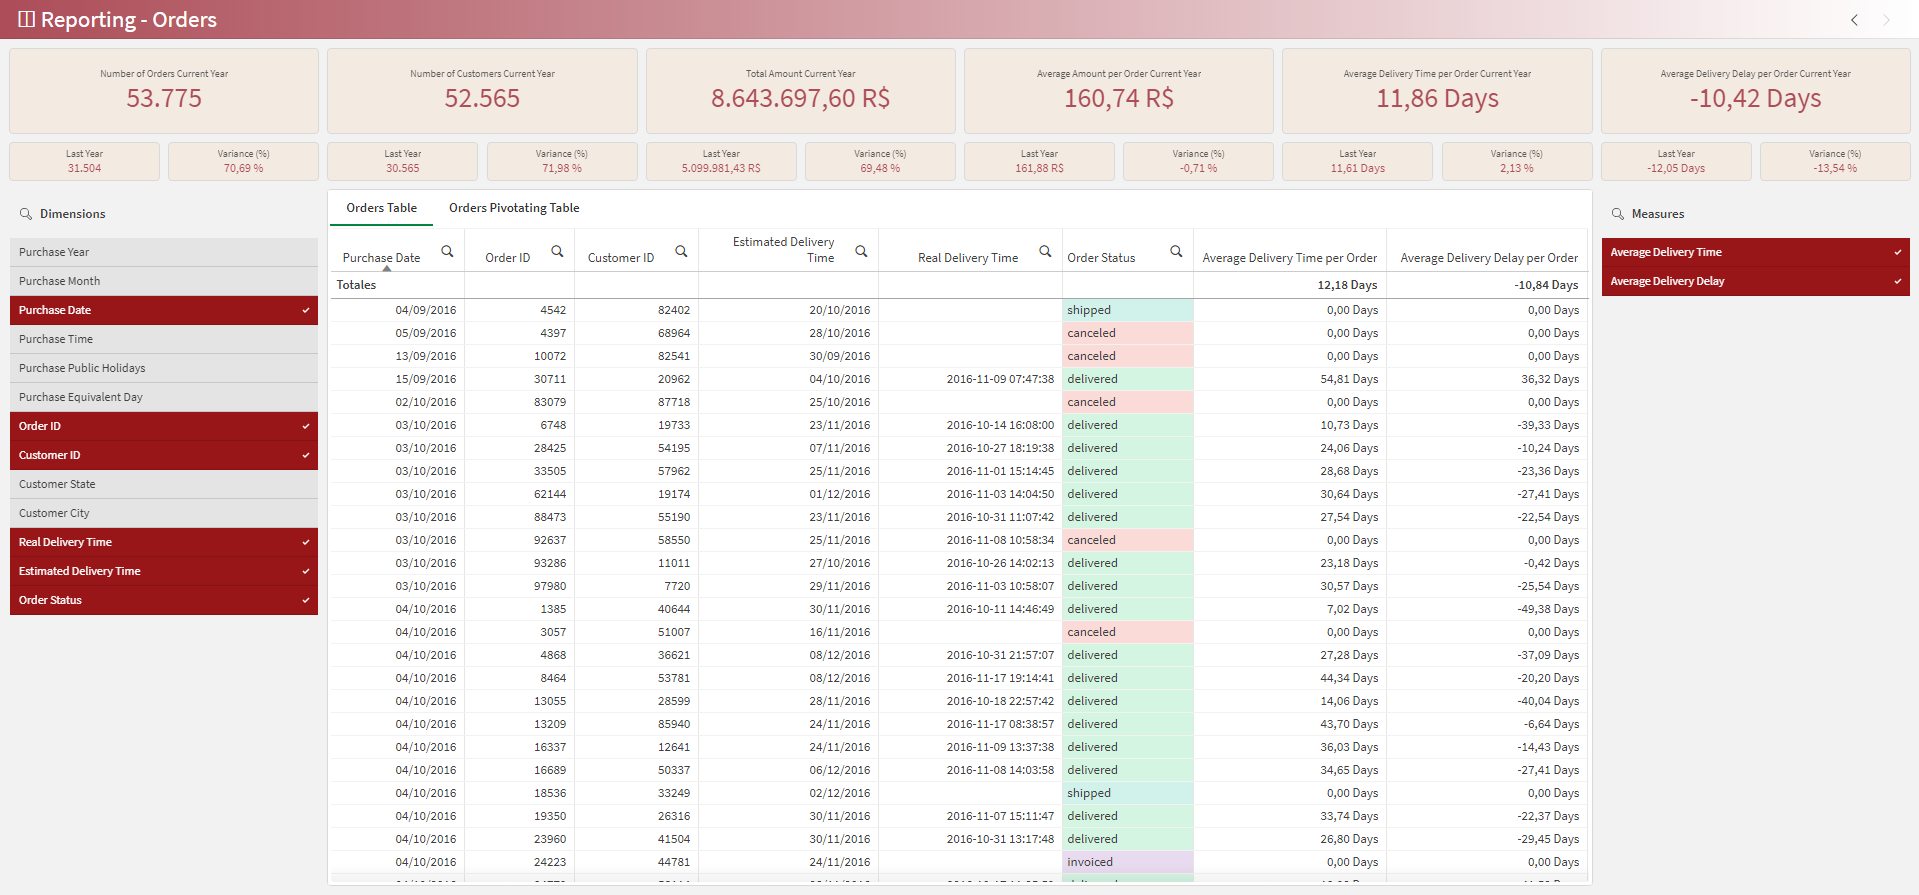 Reporting - Orders
Number of Orders Current Year
53.775
Number of Customers Current Year
52.565
Total Amount Current Year
8.643.697,60 R$
Average Amount per Order Current Year
160,74 R$
Average Delivery Time per Order Current Year
11,86 Days
Average Delivery Delay per Order Current Year
-10,42 Days
Last Year
31.504
Variance (%)
70,69 %
Last Year
30.565
Variance (%)
71,98 %
Last Year
5.099.981,43 R$
Variance (%)
69,48 %
Last Year
161,88 R$
Variance (%)
-0,71 %
Last Year
11,61 Days
Variance (%)
2,13 %
Last Year
-12,05 Days
Variance (%)
-13,54 %
Dimensions
Purchase Year
Purchase Month
Purchase Date
Purchase Time
Purchase Public Holidays
Purchase Equivalent Day
Order ID
Customer ID
Customer State
Customer City
Real Delivery Time
Estimated Delivery Time
Order Status
Orders Table Orders Pivotating Table
Purchase Date Order ID Customer ID Estimated Delivery Time Real Delivery Time Order Status Average Delivery Time per Order Average Delivery Delay per Order
Totales 12,18 Days -10,84 Days
04/09/2016 4542 82402 20/10/2016 shipped 0,00 Days 0,00 Days
05/09/2016 4397 68964 28/10/2016 canceled 0,00 Days 0,00 Days
13/09/2016 10072 82541 30/09/2016 canceled 0,00 Days 0,00 Days
15/09/2016 30711 20962 04/10/2016 2016-11-09 07:47:38 delivered 54,81 Days 36,32 Days
02/10/2016 83079 87718 25/10/2016 canceled 0,00 Days 0,00 Days
03/10/2016 6748 19733 23/11/2016 2016-10-14 16:08:00 delivered 10,73 Days -39,33 Days
03/10/2016 28425 54195 07/11/2016 2016-10-27 18:19:38 delivered 24,06 Days -10,24 Days
03/10/2016 33505 57962 25/11/2016 2016-11-01 15:14:45 delivered 28,68 Days -23,36 Days
03/10/2016 62144 19174 01/12/2016 2016-11-03 14:04:50 delivered 30,64 Days -27,41 Days
03/10/2016 88473 55190 23/11/2016 2016-10-31 11:07:42 delivered 27,54 Days -22,54 Days
03/10/2016 92637 58550 25/11/2016 2016-11-08 10:58:34 canceled 0,00 Days 0,00 Days
03/10/2016 93286 11011 27/10/2016 2016-10-26 14:02:13 delivered 23,18 Days -0,42 Days
03/10/2016 97980 7720 29/11/2016 2016-11-03 10:58:07 delivered 30,57 Days -25,54 Days
04/10/2016 1385 40644 30/11/2016 2016-10-11 14:46:49 delivered 7,02 Days -49,38 Days
04/10/2016 3057 51007 16/11/2016 canceled 0,00 Days 0,00 Days
04/10/2016 4868 36621 08/12/2016 2016-10-31 21:57:07 delivered 27,28 Days -37,09 Days
04/10/2016 8464 53781 08/12/2016 2016-11-17 19:14:41 delivered 44,34 Days -20,20 Days
04/10/2016 13055 28599 28/11/2016 2016-10-18 22:57:42 delivered 14,06 Days -40,04 Days
04/10/2016 13209 85940 24/11/2016 2016-11-17 08:38:57 delivered 43,70 Days -6,64 Days
04/10/2016 16337 12641 24/11/2016 2016-11-09 13:37:38 delivered 36,03 Days -14,43 Days
04/10/2016 16689 50337 06/12/2016 2016-11-08 14:03:58 delivered 34,65 Days -27,41 Days
04/10/2016 18536 33249 02/12/2016 shipped 0,00 Days 0,00 Days
04/10/2016 19350 26316 30/11/2016 2016-11-07 15:11:47 delivered 33,74 Days -22,37 Days
04/10/2016 23960 41504 30/11/2016 2016-10-31 13:17:48 delivered 26,80 Days -29,45 Days
04/10/2016 24223 44781 24/11/2016 invoiced 0,00 Days 0,00 Days
Measures
Average Delivery Time
Average Delivery Delay